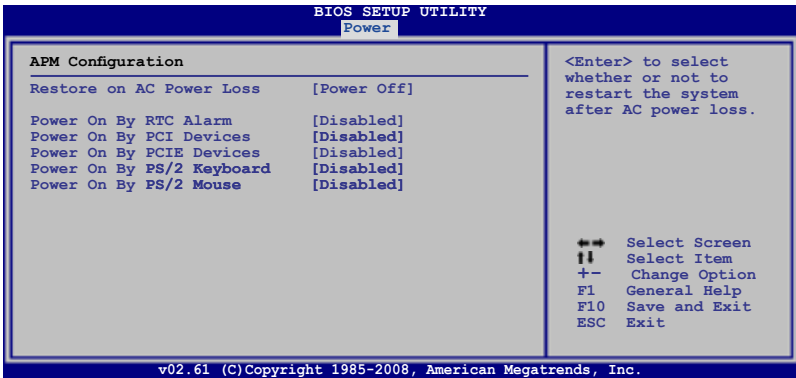 BIOS SETUP UTILITY
Power
APM Configuration
Restore on AC Power Loss [Power Off]
Power On By RTC Alarm [Disabled]
Power On By PCI Devices [Disabled]
Power On By PCIE Devices [Disabled]
Power On By PS/2 Keyboard [Disabled]
Power On By PS/2 Mouse [Disabled]
<Enter> to select
whether or not to
restart the system
after AC power loss.
←→ Select Screen
↑↓ Select Item
+- Change Option
F1 General Help
F10 Save and Exit
ESC Exit
v02.61 (C)Copyright 1985-2008, American Megatrends, Inc.